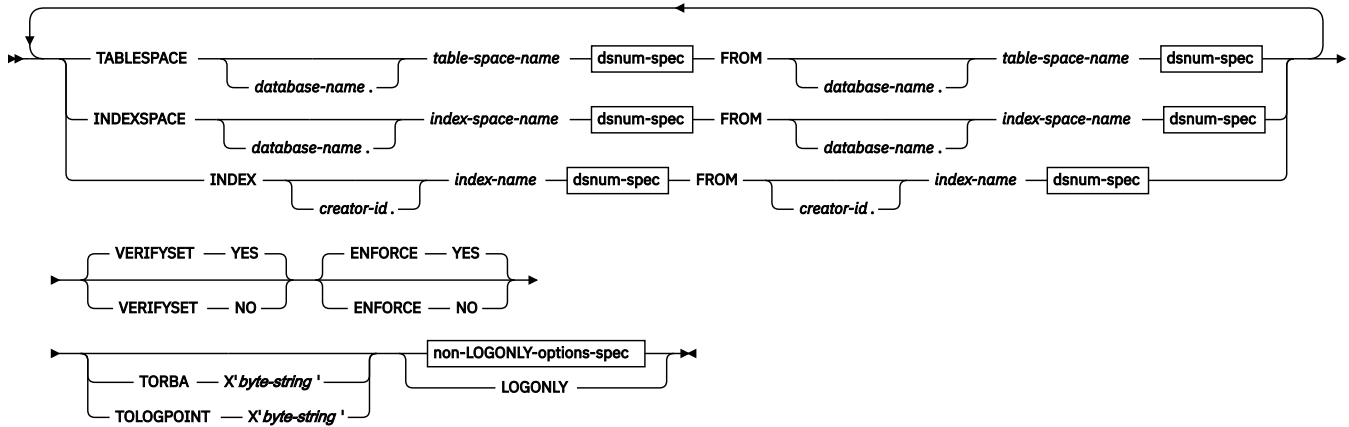 TABLESPACE table-space-name dsnum-spec FROM table-space-name dsnum-spec
database-name . database-name .
INDEXSPACE index-space-name dsnum-spec FROM index-space-name dsnum-spec
database-name . database-name .
INDEX index-name dsnum-spec FROM index-name dsnum-spec
creator-id . creator-id .
VERIFYSET YES ENFORCE YES
VERIFYSET NO ENFORCE NO
non-LOGONLY-options-spec
TORBA X'byte-string ' LOGONLY
TOLOGPOINT X'byte-string '